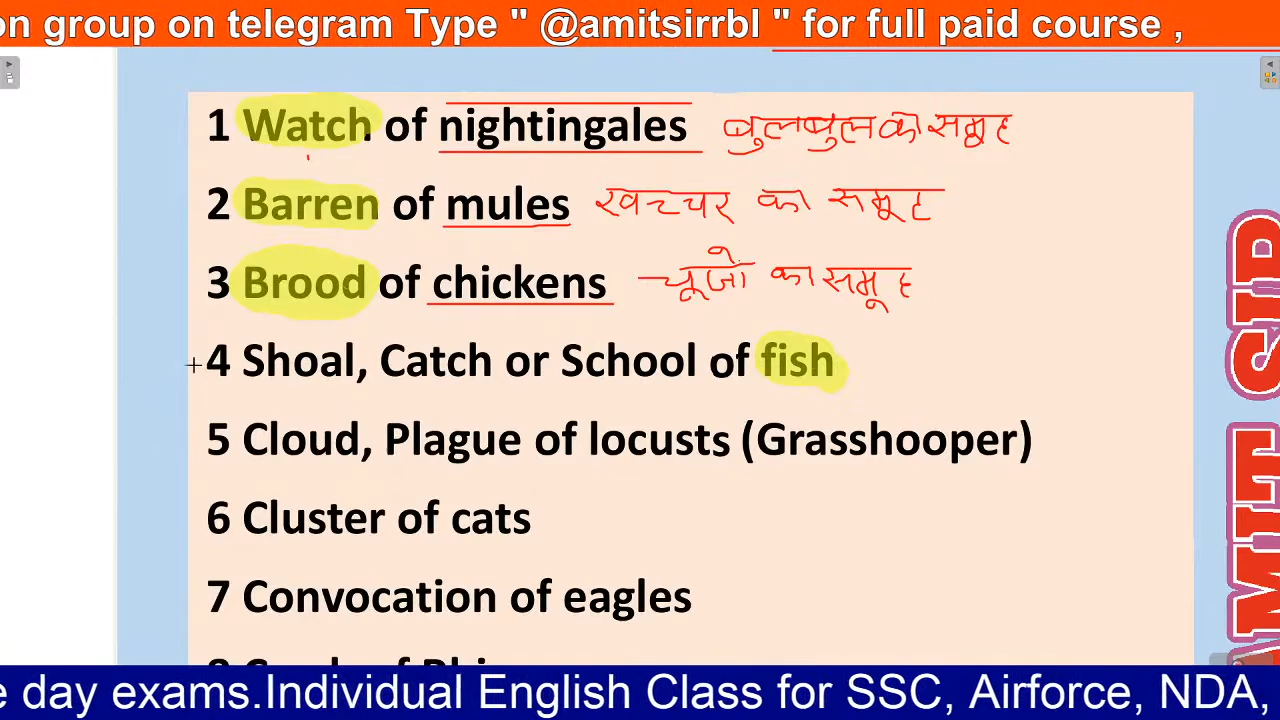 on group on telegram Type " @amitsirrbl " for full paid course ,
1 Watch of nightingales बुलबुल का समूह
2 Barren of mules खच्चर का समूह
3 Brood of chickens चूजों का समूह
4 Shoal, Catch or School of fish
5 Cloud, Plague of locusts (Grasshooper)
6 Cluster of cats
7 Convocation of eagles
AMIT SIR
e day exams.Individual English Class for SSC, Airforce, NDA,